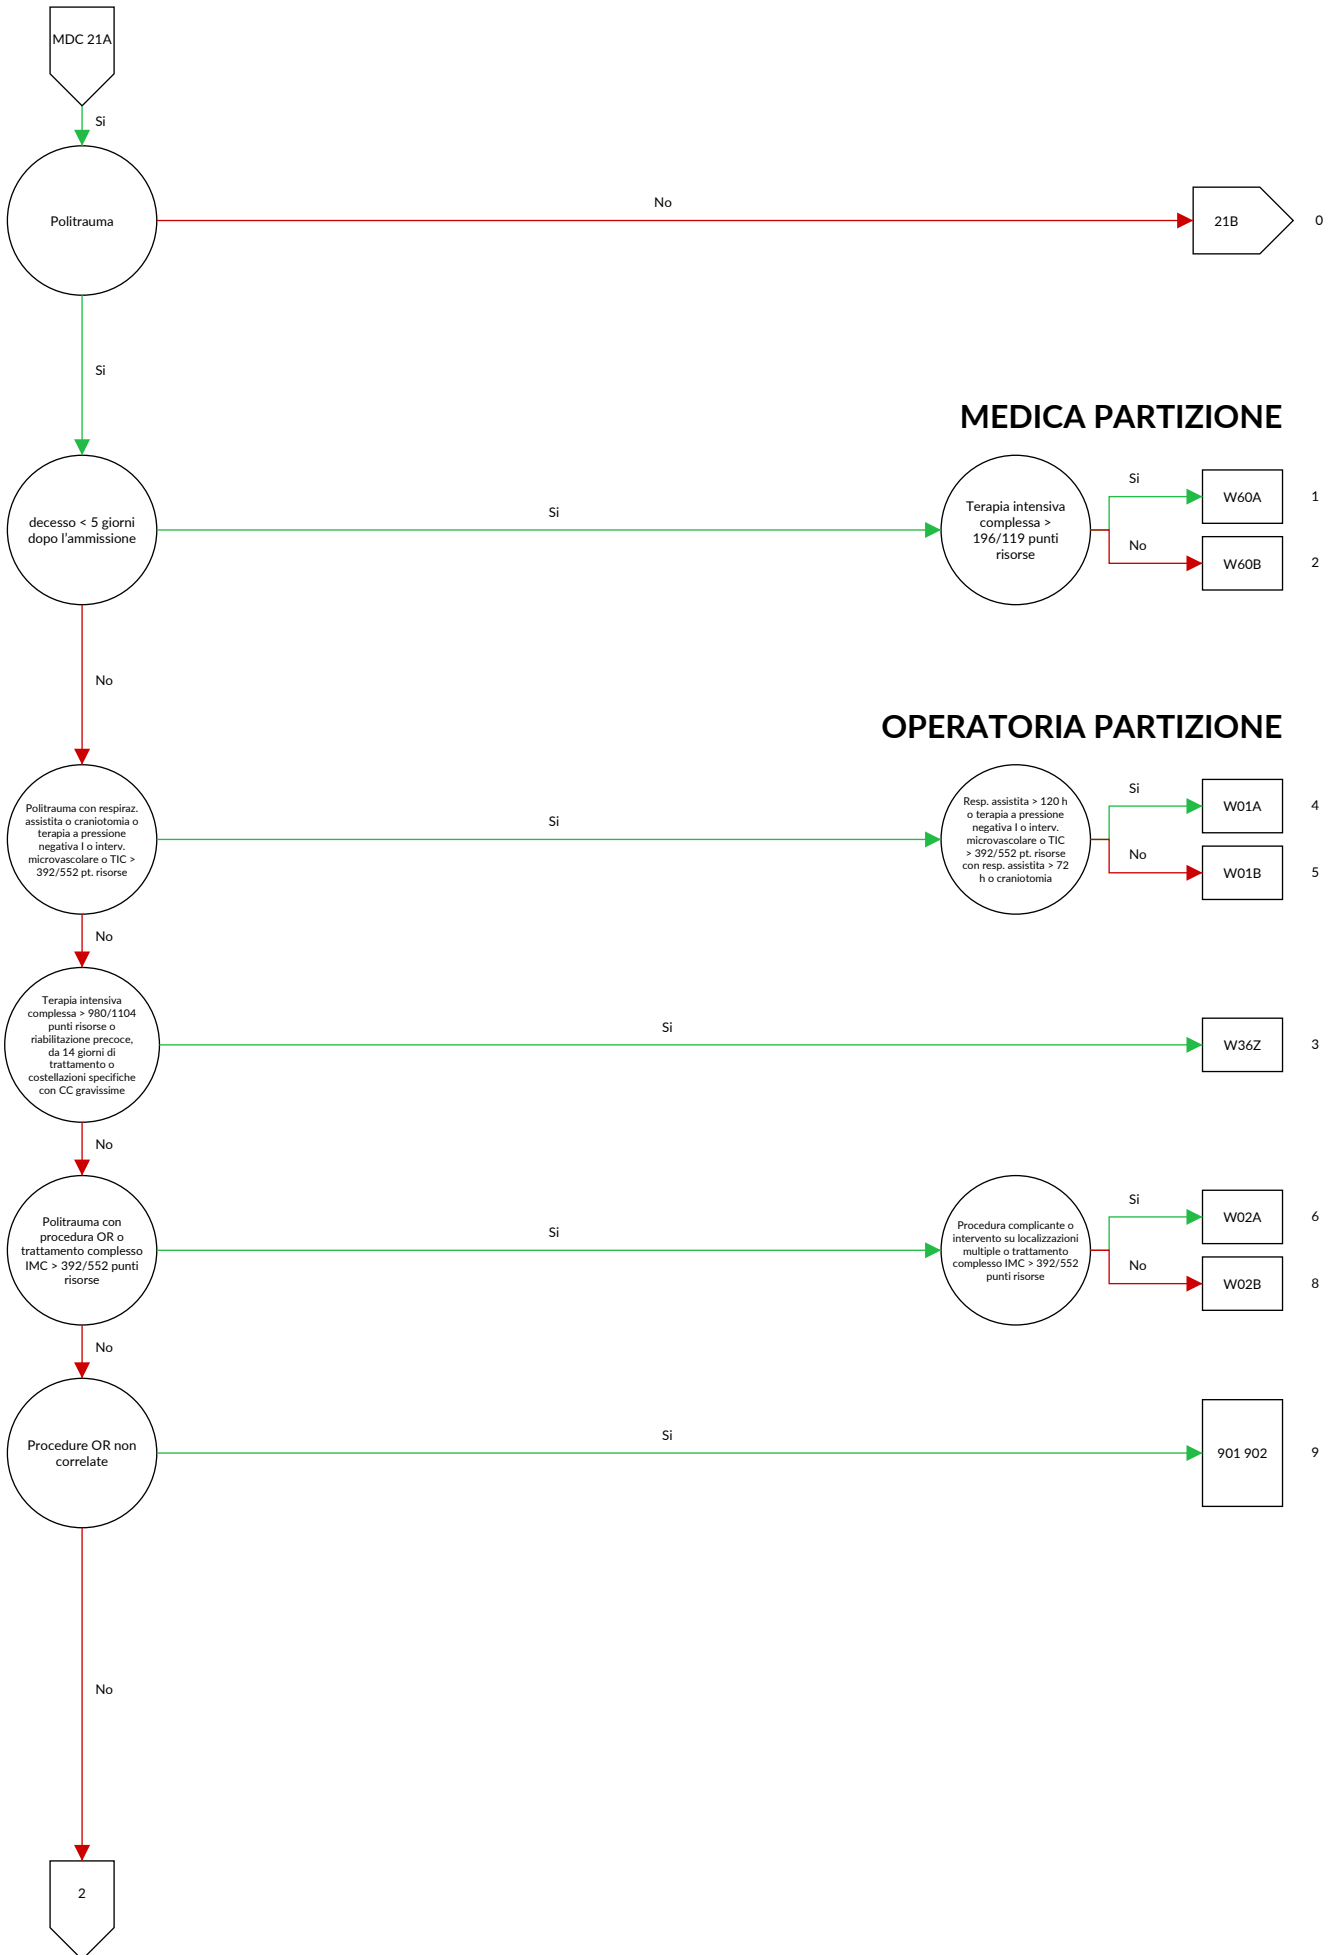 MDC 21A
Si
Politrauma
No
21B
0
Si
MEDICA PARTIZIONE
decesso < 5 giorni
dopo l'ammissione
Si
Terapia intensiva
complessa >
196/119 punti
risorse
Si
W60A
1
No
W60B
2
No
OPERATORIA PARTIZIONE
Politrauma con respiraz.
assistita o craniotomia o
terapia a pressione
negativa I o interv.
microvascolare o TIC >
392/552 pt. risorse
Si
Resp. assistita > 120 h
o terapia a pressione
negativa I o interv.
microvascolare o TIC
> 392/552 pt. risorse
con resp. assistita > 72
h o craniotomia
Si
W01A
4
No
W01B
5
No
Terapia intensiva
complessa > 980/1104
punti risorse o
riabilitazione precoce,
da 14 giorni di
trattamento o
costellazioni specifiche
con CC gravissime
Si
W36Z
3
No
Politrauma con
procedura OR o
trattamento complesso
IMC > 392/552 punti
risorse
Si
Procedura complicante o
intervento su localizzazioni
multiple o trattamento
complesso IMC > 392/552
punti risorse
Si
W02A
6
No
W02B
8
No
Procedure OR non
correlate
Si
901 902
9
No
2